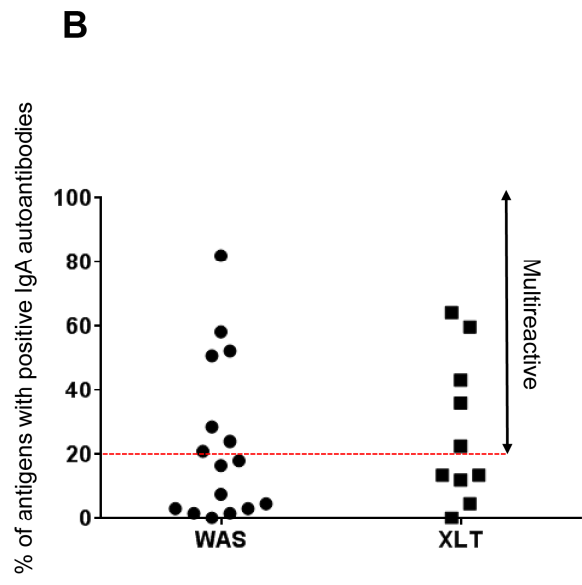 B
% of antigens with positive IgA autoantibodies
100
80
60
40
20
0
Multireactive
WAS
XLT